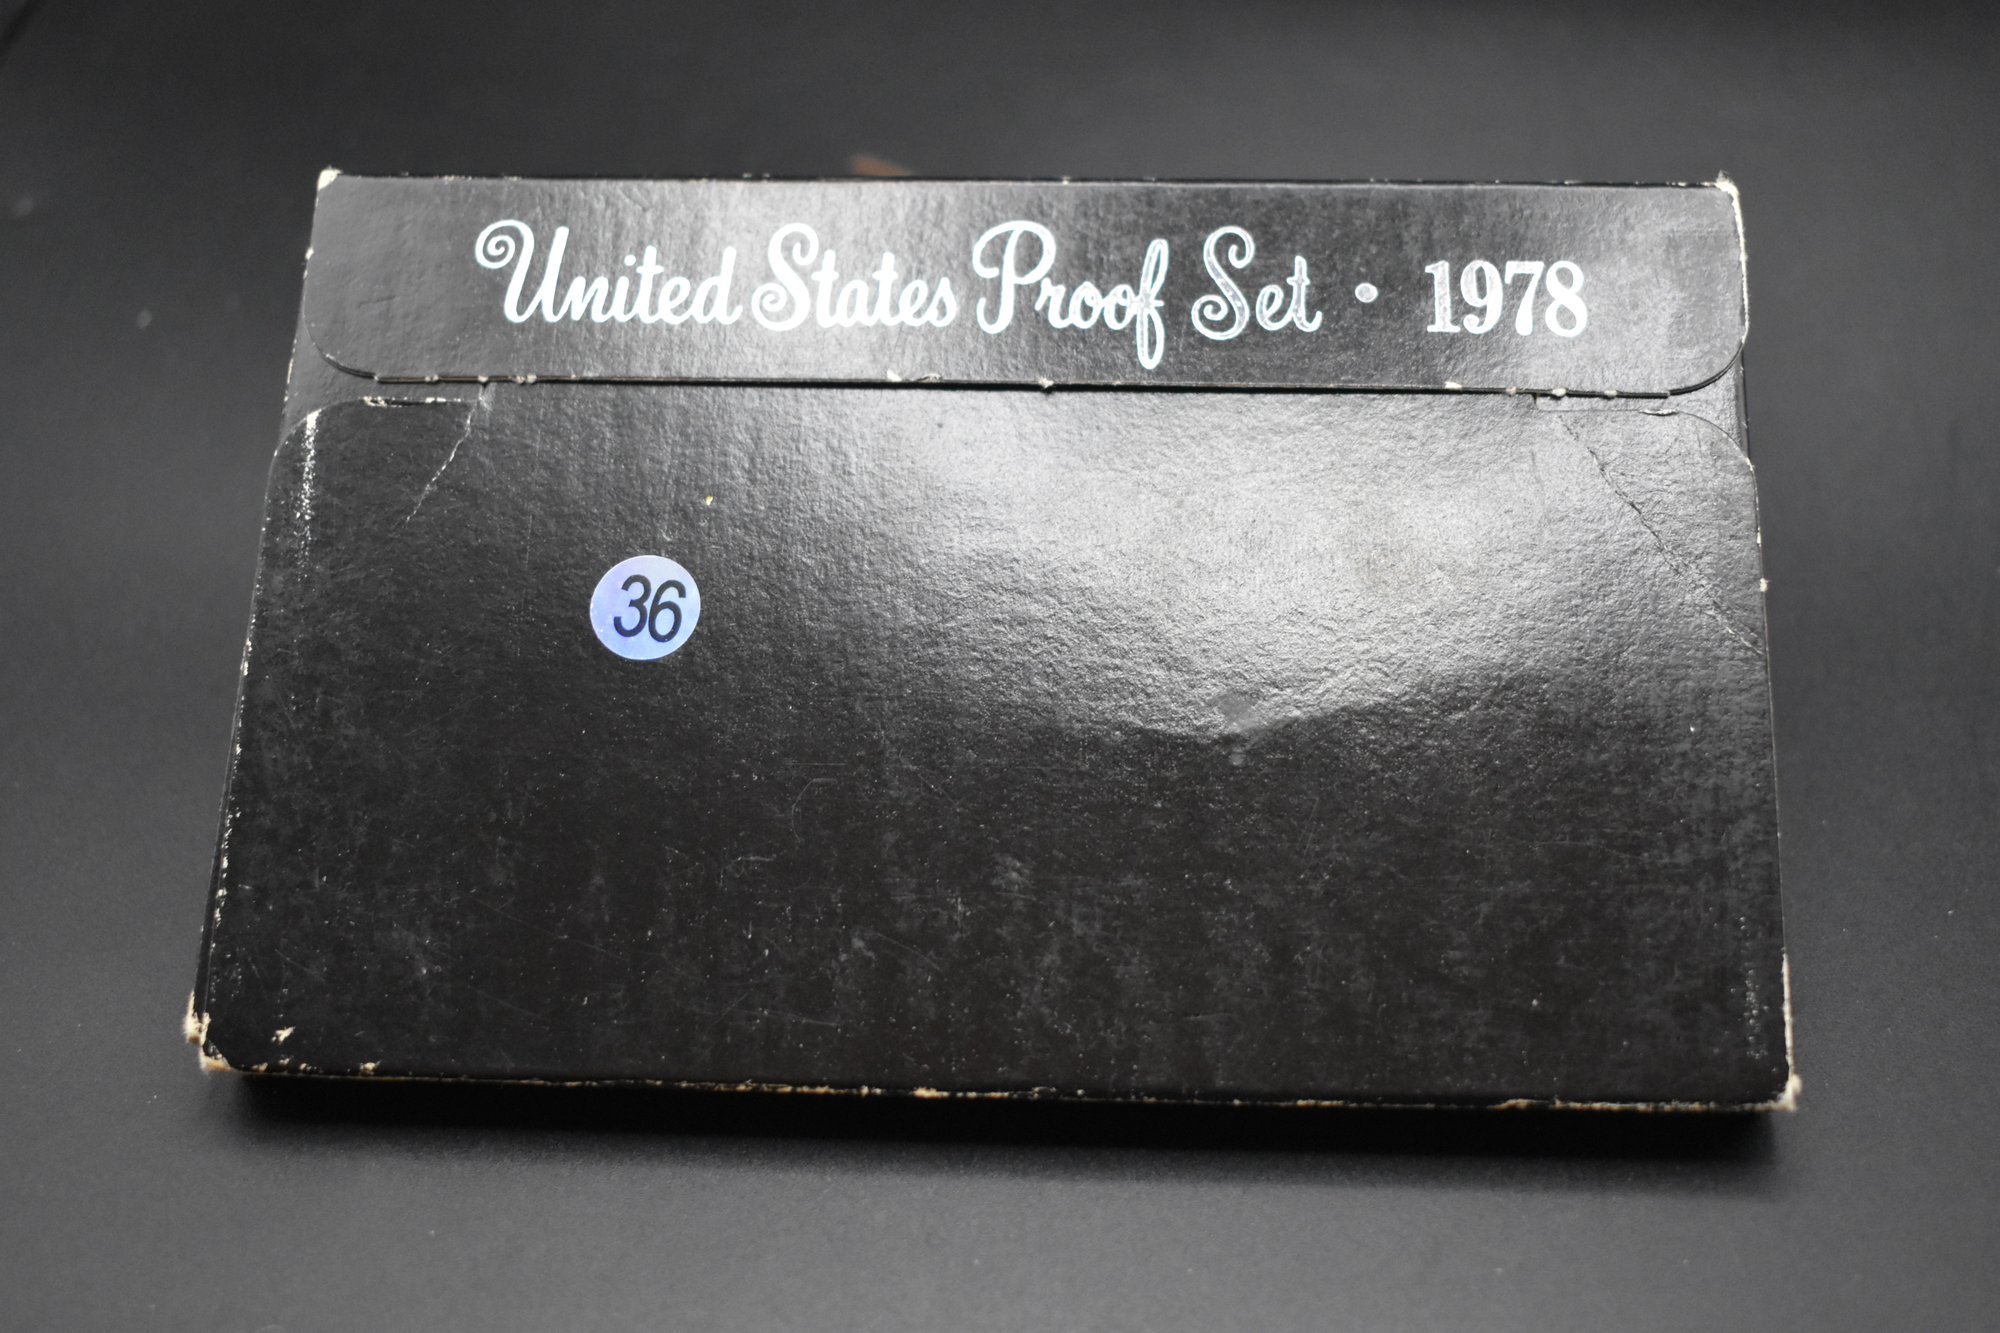 United States Proof Set • 1978
36